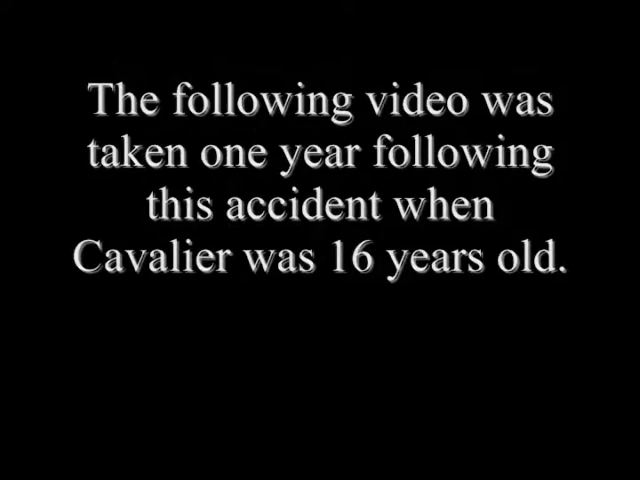 The following video was
taken one year following
this accident when
Cavalier was 16 years old.